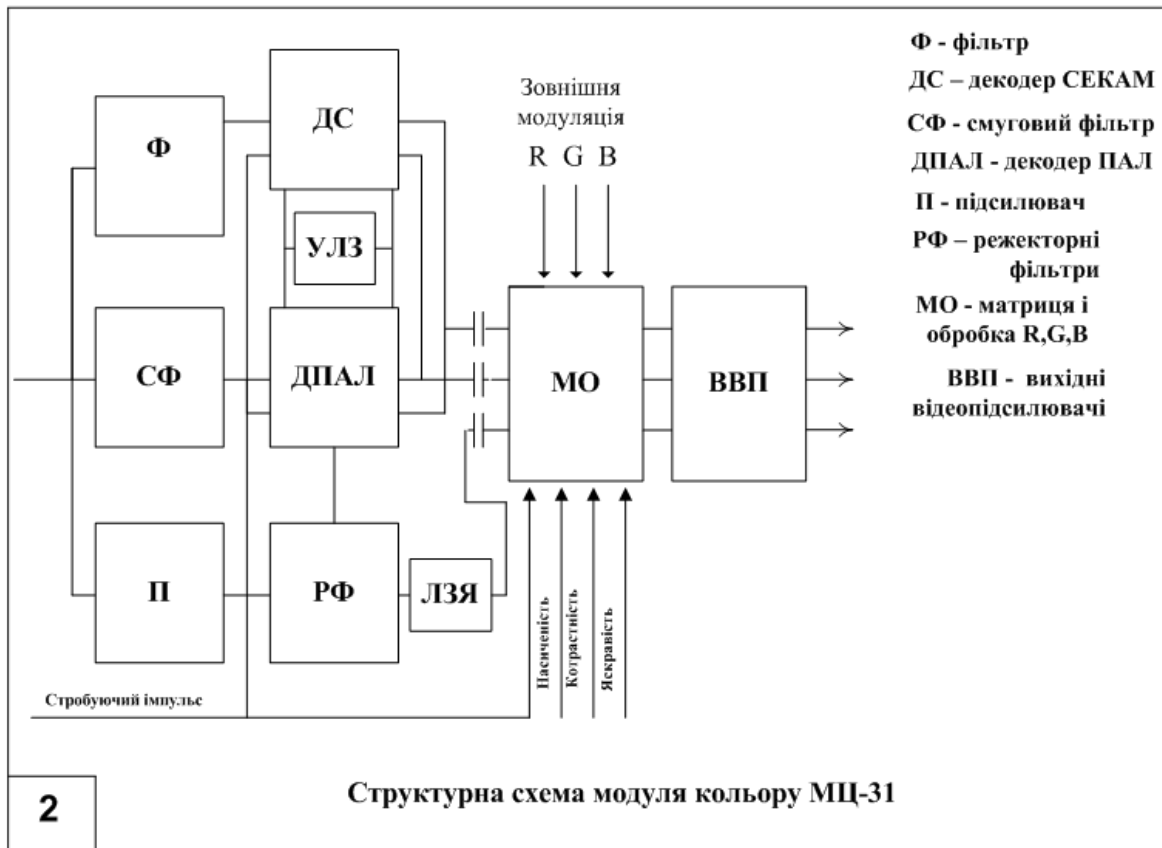 Ф
ДС
УЛЗ
СФ
ДПАЛ
П
РФ
ЛЗЯ
Зовнішня
модуляція
R G B
МО
ВВП
Насиченість
Котрастність
Яскравість
Стробуючий імпульс
Ф - фільтр
ДС – декодер СЕКАМ
СФ - смуговий фільтр
ДПАЛ - декодер ПАЛ
П - підсилювач
РФ – режекторні
фільтри
МО - матриця і
обробка R,G,B
ВВП - вихідні
відеопідсилювачі
2
Структурна схема модуля кольору МЦ-31